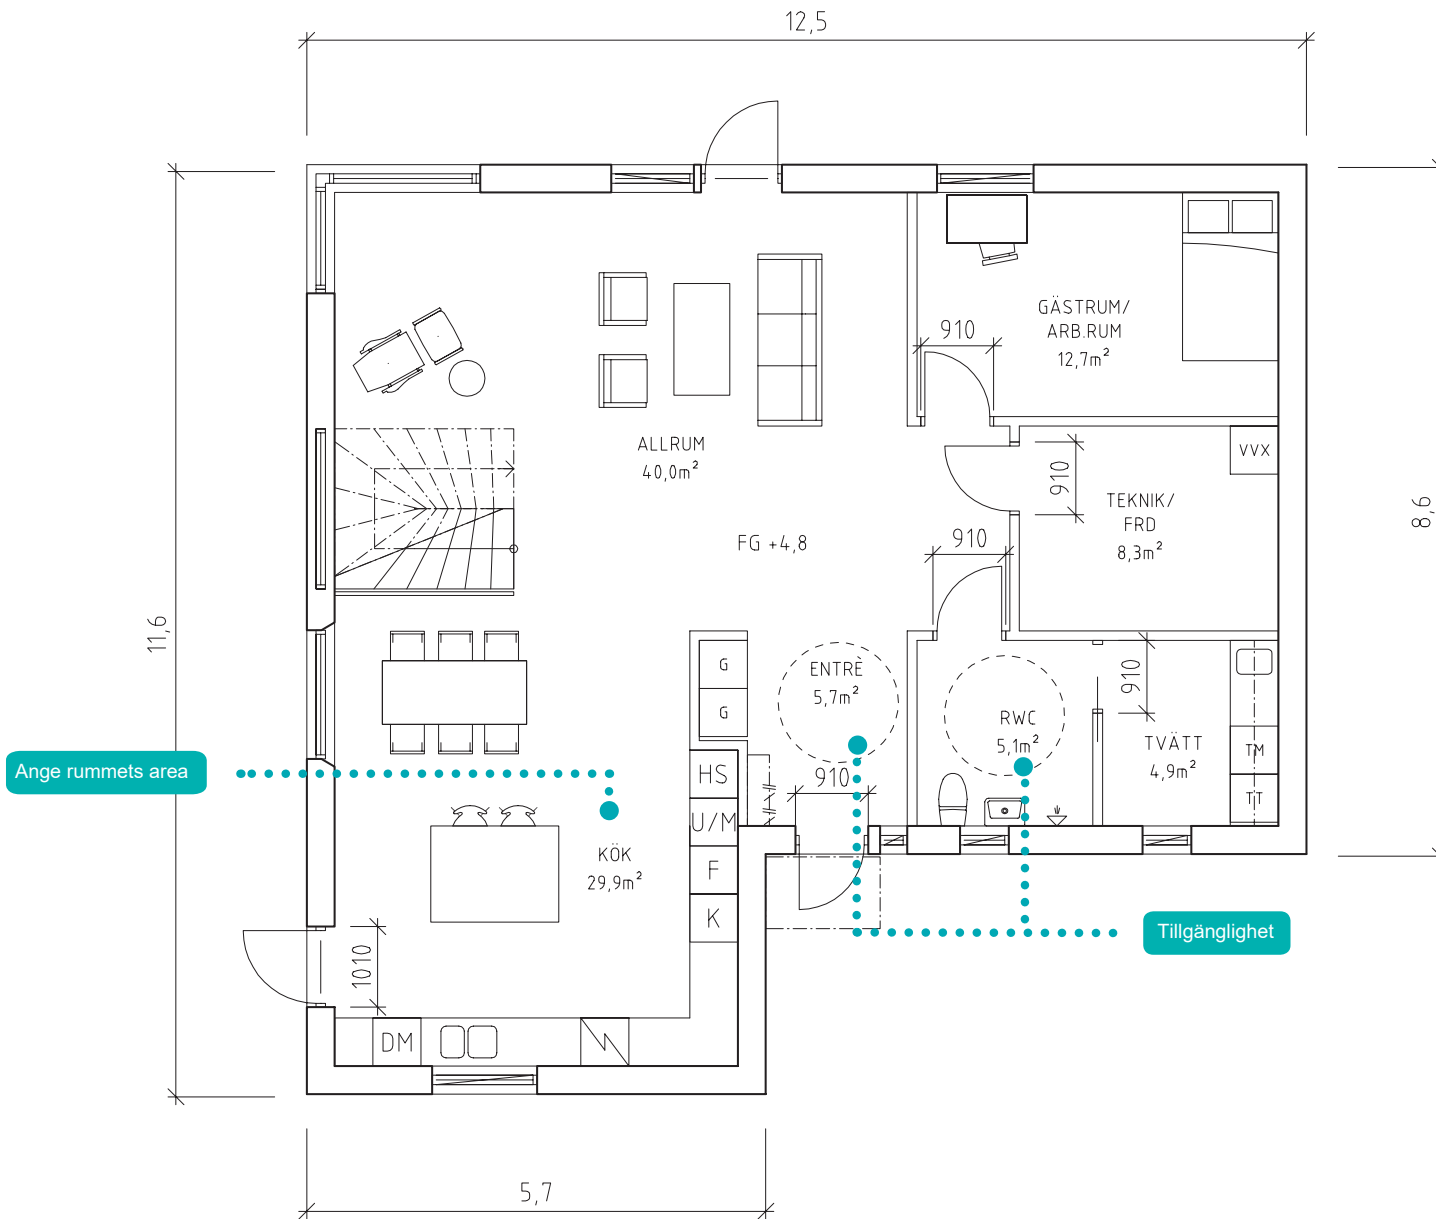 12,5
GÄSTRUM/
ARB.RUM
12,7m²
910
ALLRUM
40,0m²
VVX
910
TEKNIK/
FRD
8,3m²
8,6
FG +4,8
910
11,6
G
G
ENTRÈ
5,7m²
910
RWC
5,1m²
TVÄTT
4,9m²
TM
TT
Ange rummets area
HS
910
U/M
KÖK
29,9m²
F
K
Tillgänglighet
1010
DM
5,7